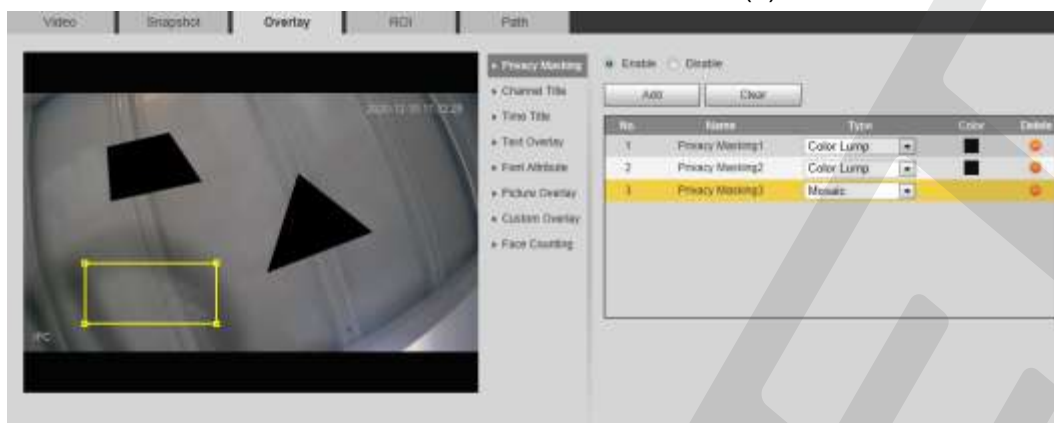 Video Snapshot Overlay ROI Path
Privacy Masking
Channel Title
Time Title
Text Overlay
Font Attribute
Picture Overlay
Custom Overlay
Face Counting
IPC
Enable Disable
Add Clear
No. Name Type Color Delete
1 Privacy Masking1 Color Lump
2 Privacy Masking2 Color Lump
3 Privacy Masking3 Mosaic